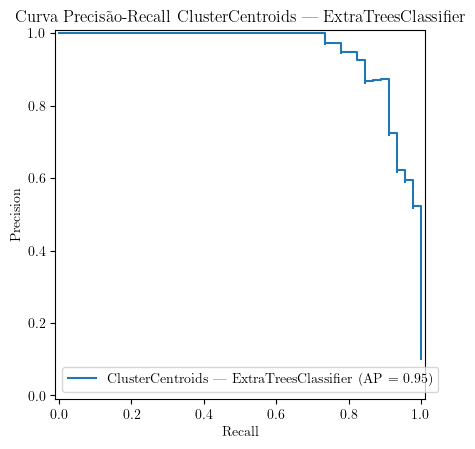 Curva Precisão-Recall ClusterCentroids — ExtraTreesClassifier
1.0
0.8
0.6
0.4
0.2
0.0
Precision
ClusterCentroids — ExtraTreesClassifier (AP = 0.95)
0.0 0.2 0.4 0.6 0.8 1.0
Recall